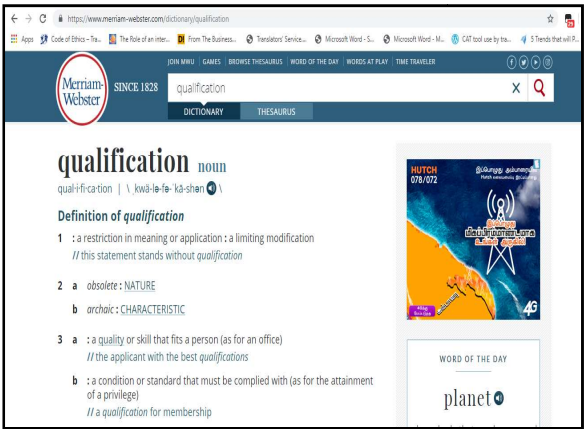 https://www.merriam-webster.com/dictionary/qualification
Apps Code of Ethics – Tra... The Role of an inter... From The Business... Translators' Service... Microsoft Word - S... Microsoft Word - M... CAT tool use by tra... 5 Trends that will P...
JOIN MWU GAMES BROWSE THESAURUS WORD OF THE DAY WORDS AT PLAY TIME TRAVELER
Merriam-
Webster
SINCE 1828
qualification
DICTIONARY THESAURUS
qualification noun
qual·i·fi·ca·tion | \ ˌkwä-lə-fə-ˈkā-shən \
Definition of qualification
1 : a restriction in meaning or application : a limiting modification
// this statement stands without qualification
2 a obsolete : NATURE
b archaic : CHARACTERISTIC
3 a : a quality or skill that fits a person (as for an office)
// the applicant with the best qualifications
b : a condition or standard that must be complied with (as for the attainment
of a privilege)
// a qualification for membership
HUTCH
078/072
இப்பொழுது
Hutch
இப்பொழுது
உங்கள் அருகில்!
4G
WORD OF THE DAY
planet